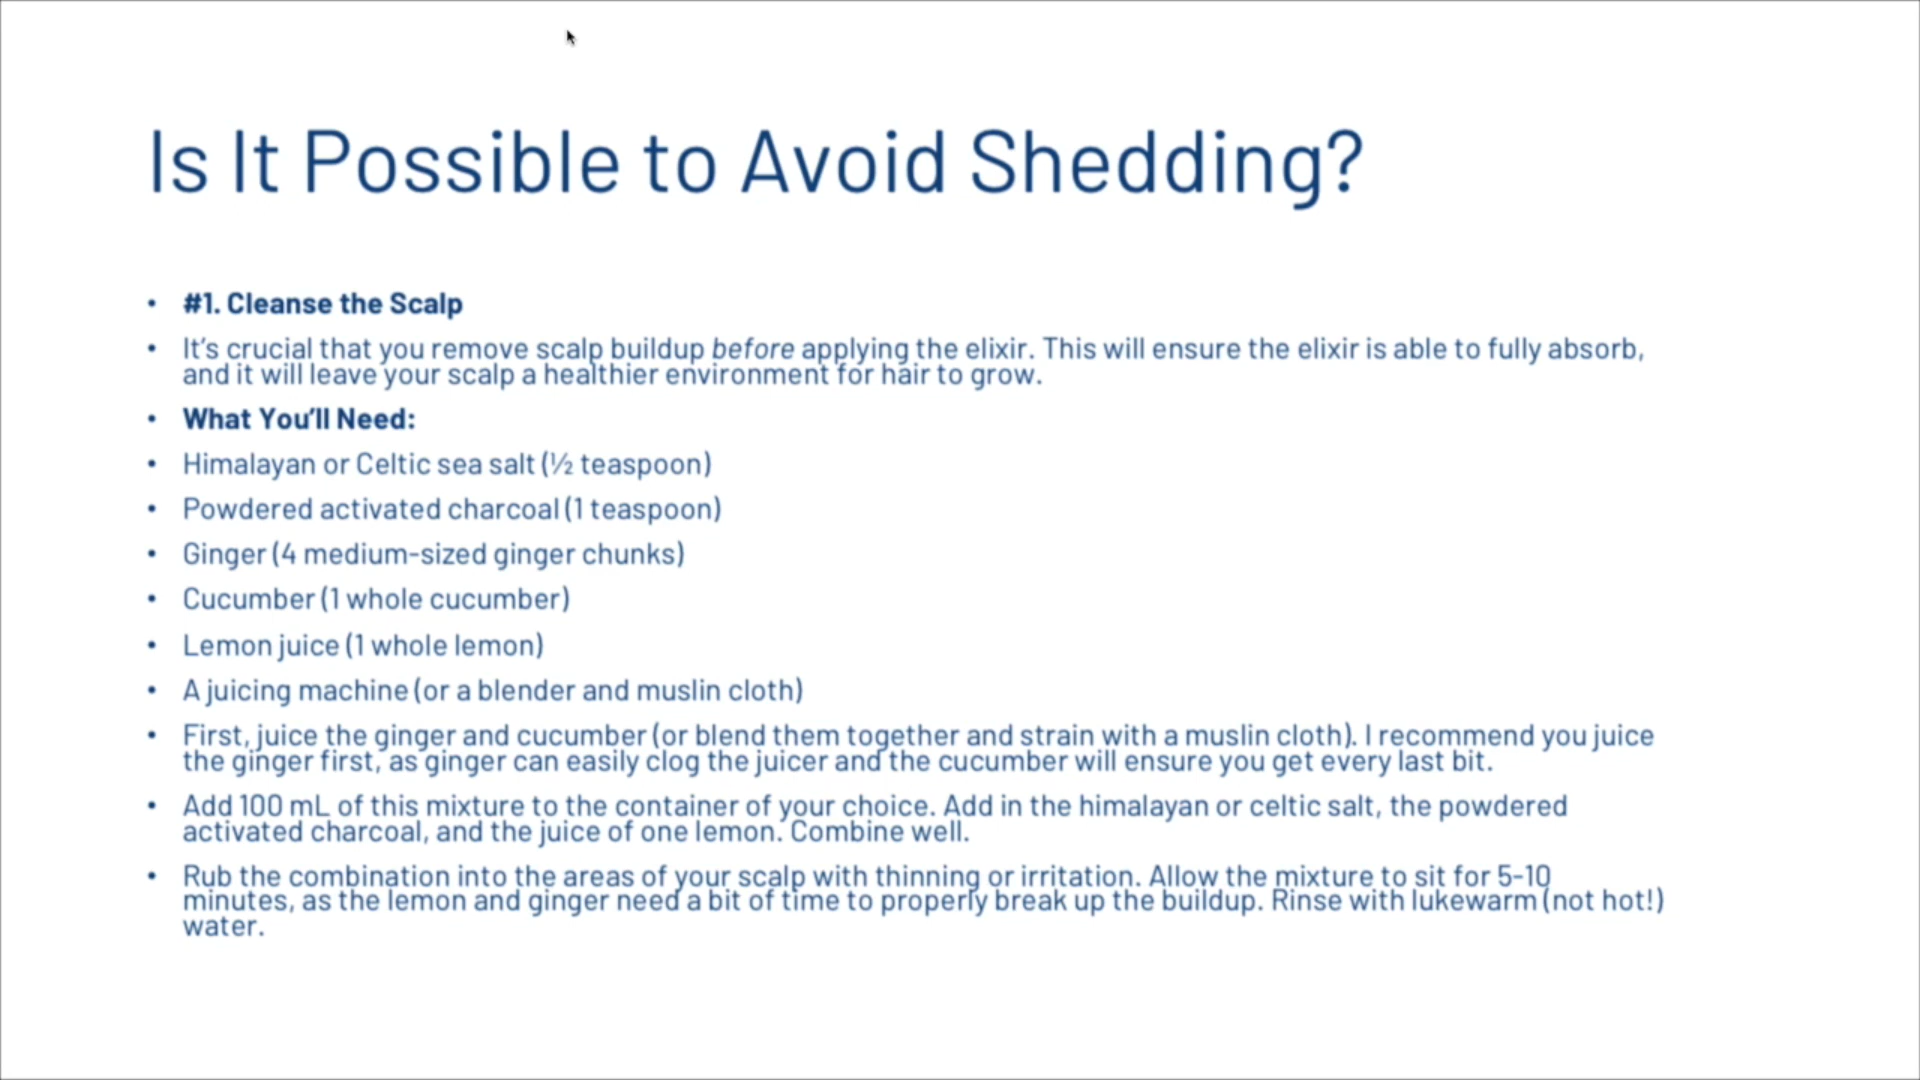 Is It Possible to Avoid Shedding?
• #1. Cleanse the Scalp
• It's crucial that you remove scalp buildup before applying the elixir. This will ensure the elixir is able to fully absorb,
and it will leave your scalp a healthier environment for hair to grow.
• What You'll Need:
• Himalayan or Celtic sea salt (½ teaspoon)
• Powdered activated charcoal (1 teaspoon)
• Ginger (4 medium-sized ginger chunks)
• Cucumber (1 whole cucumber)
• Lemon juice (1 whole lemon)
• A juicing machine (or a blender and muslin cloth)
• First, juice the ginger and cucumber (or blend them together and strain with a muslin cloth). I recommend you juice
the ginger first, as ginger can easily clog the juicer and the cucumber will ensure you get every last bit.
• Add 100 mL of this mixture to the container of your choice. Add in the himalayan or celtic salt, the powdered
activated charcoal, and the juice of one lemon. Combine well.
• Rub the combination into the areas of your scalp with thinning or irritation. Allow the mixture to sit for 5-10
minutes, as the lemon and ginger need a bit of time to properly break up the buildup. Rinse with lukewarm (not hot!)
water.